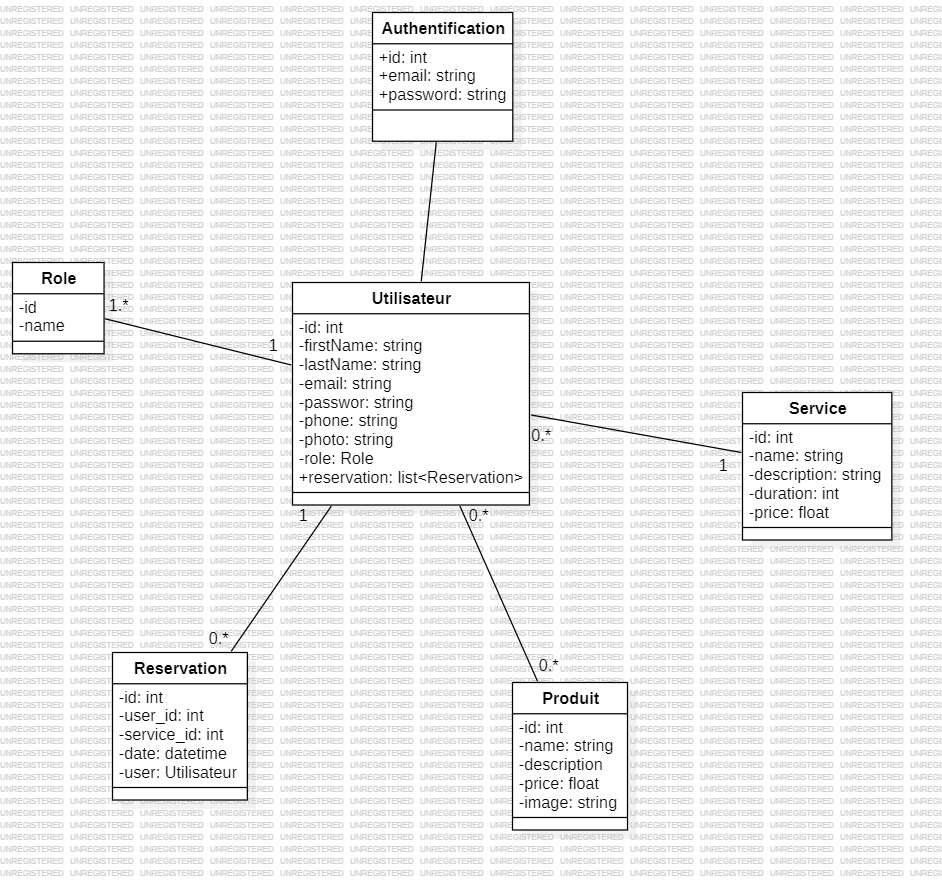 Authentification
+id: int
+email: string
+password: string
Role
-id
-name
1.*
1
Utilisateur
-id: int
-firstName: string
-lastName: string
-email: string
-passwor: string
-phone: string
-photo: string
-role: Role
+reservation: list<Reservation>
0.*
1
Service
-id: int
-name: string
-description: string
-duration: int
-price: float
1
0.*
0.*
0.*
Reservation
-id: int
-user_id: int
-service_id: int
-date: datetime
-user: Utilisateur
Produit
-id: int
-name: string
-description
-price: float
-image: string
UNREGISTERED